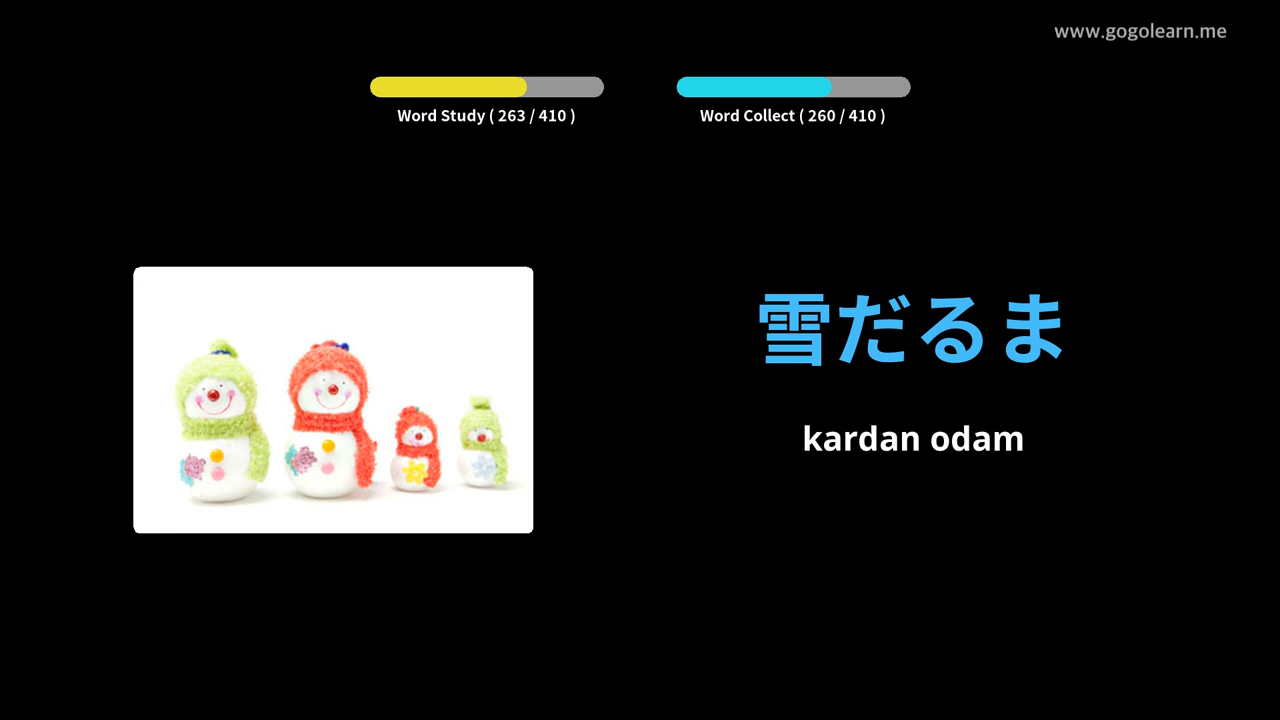 www.gogolearn.me
Word Study ( 263 / 410 )
Word Collect ( 260 / 410 )
雪だるま
kardan odam